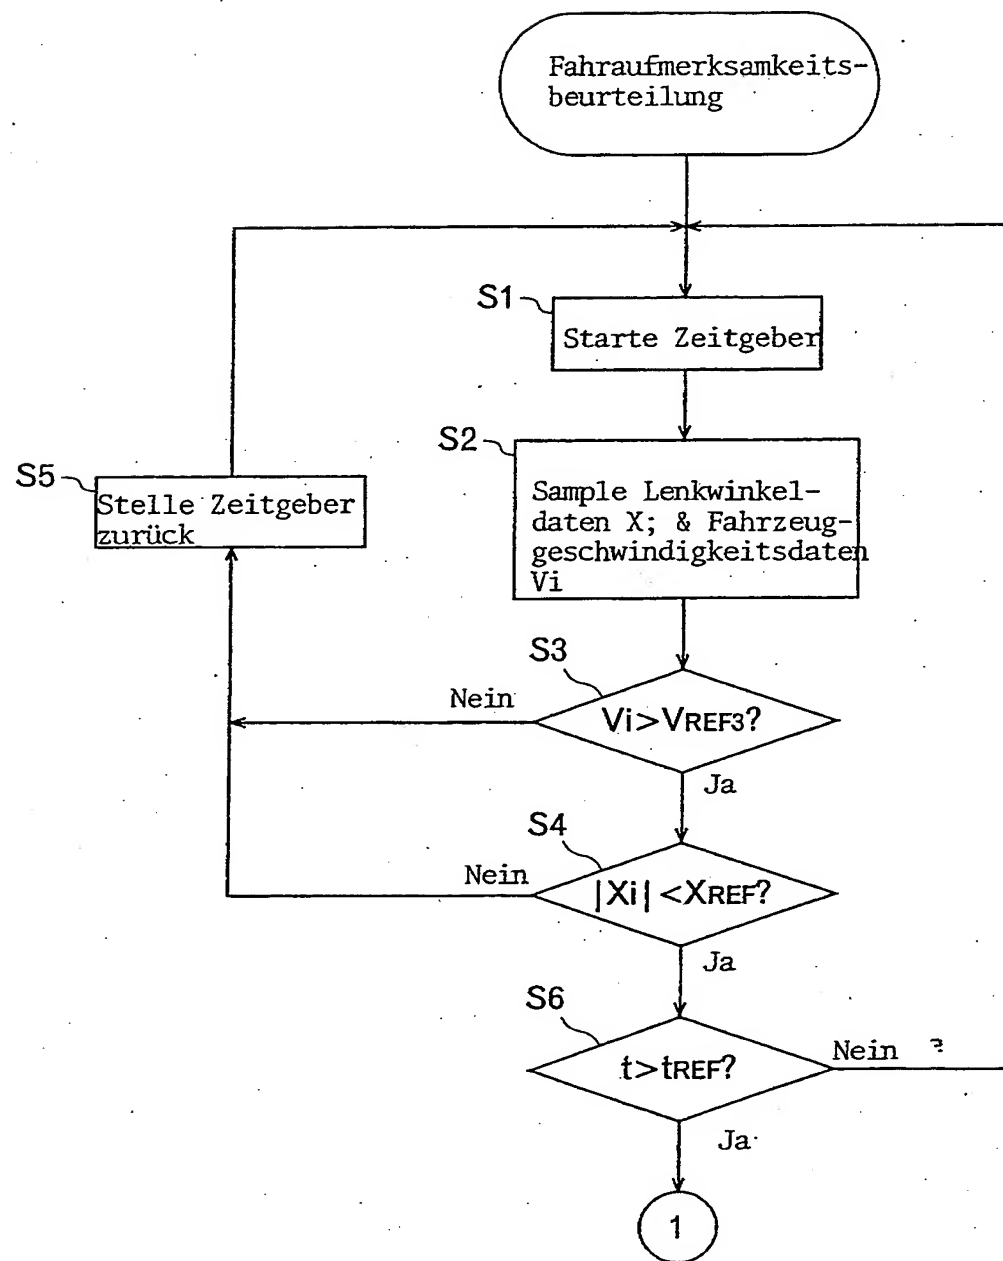 Fahraufmerksamkeits-
beurteilung
S1
Starte Zeitgeber
S2
Sample Lenkwinkel-
daten X; & Fahrzeug-
geschwindigkeitsdaten
Vi
S5
Stelle Zeitgeber
zurück
S3
Nein
Vi>VREF3?
Ja
S4
Nein
|Xi|<XREF?
Ja
S6
t>tREF?
Nein
Ja
1